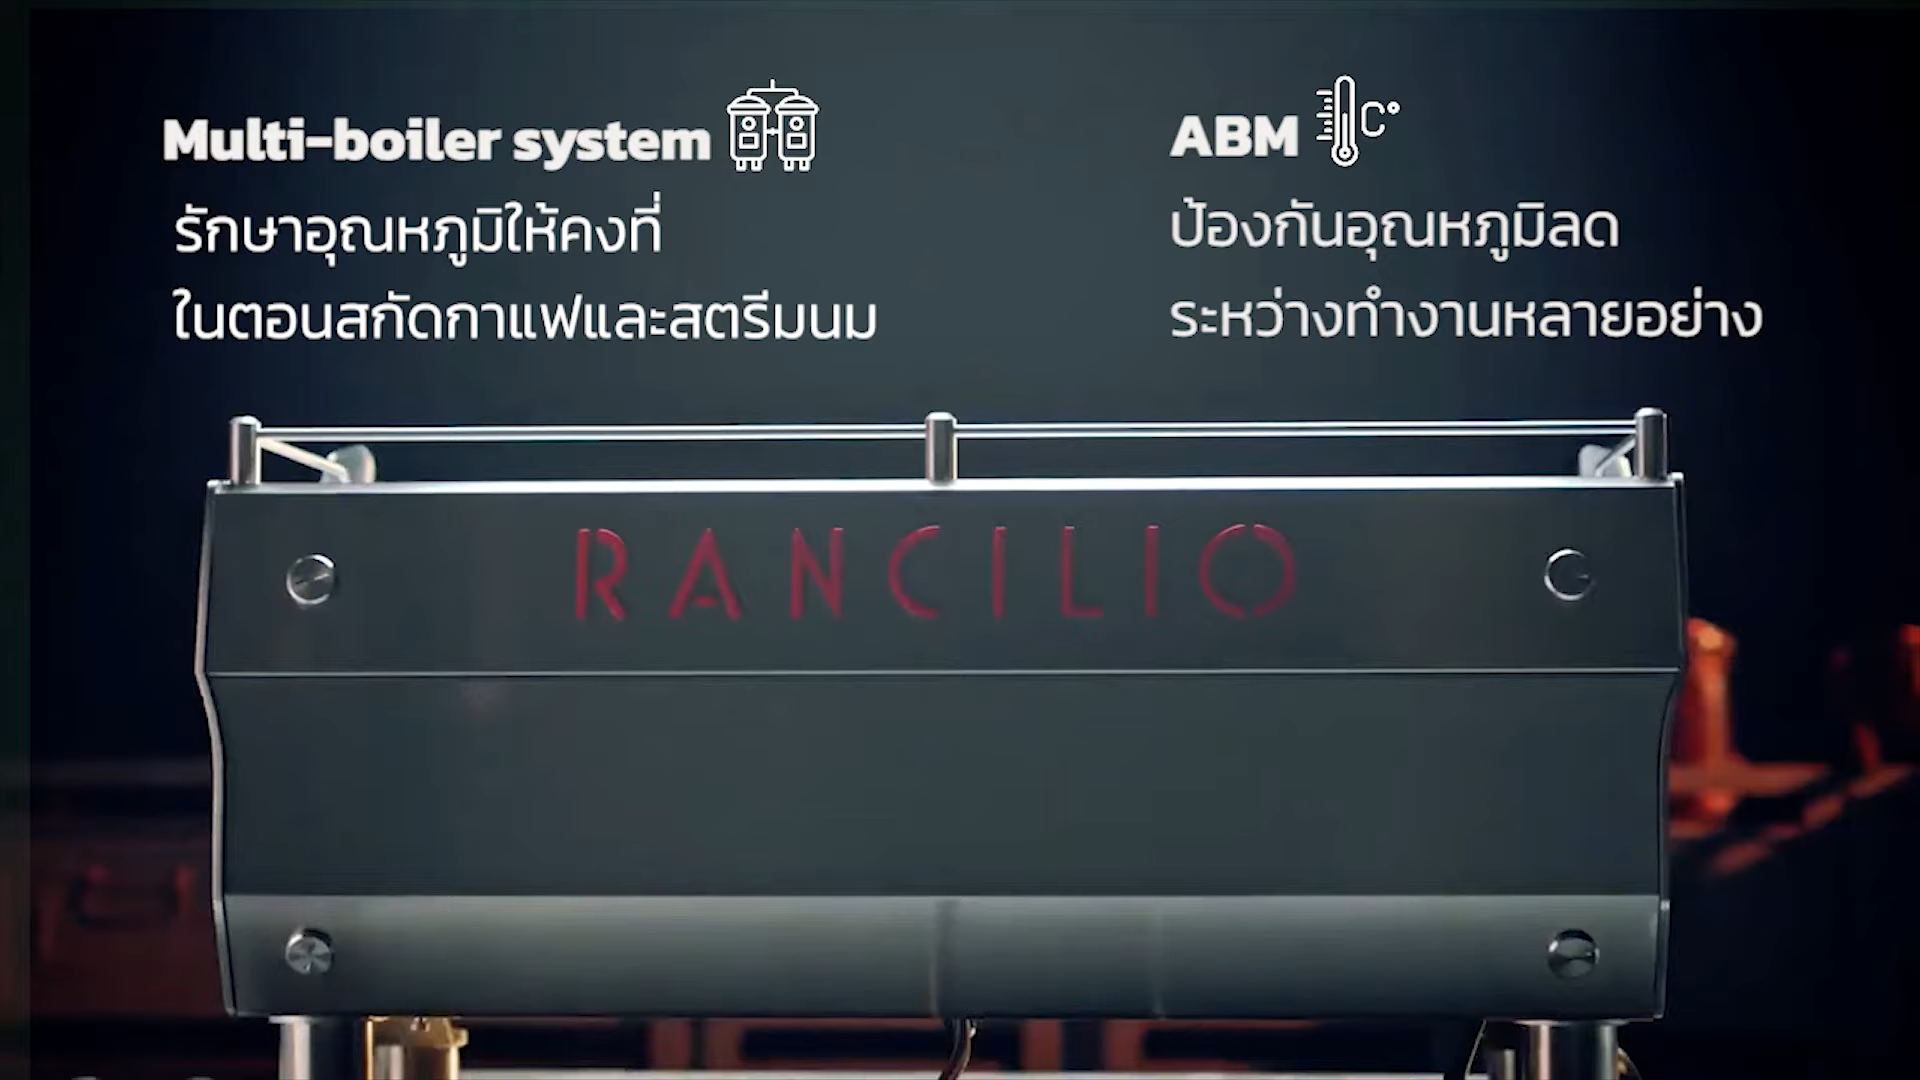 Multi-boiler system
รักษาอุณหภูมิให้คงที่
ในตอนสกัดกาแฟและสตรีมนม
ABM C°
ป้องกันอุณหภูมิลด
ระหว่างทำงานหลายอย่าง
RANCILIO